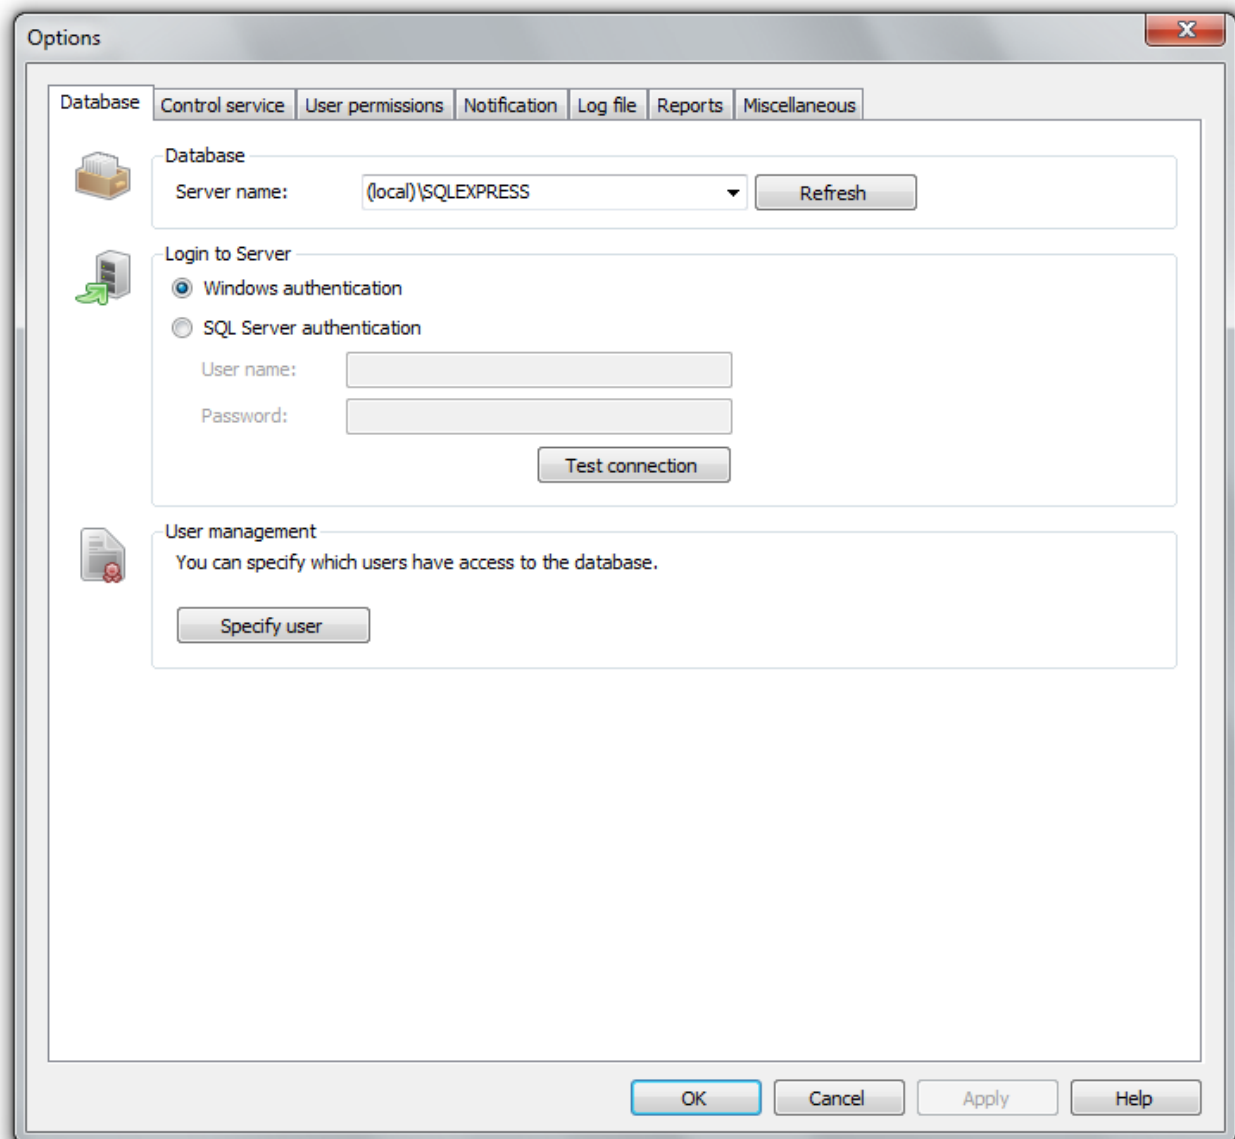 Options
Database Control service User permissions Notification Log file Reports Miscellaneous
Database
Server name: (local)\SQLEXPRESS Refresh
Login to Server
Windows authentication
SQL Server authentication
User name:
Password:
Test connection
User management
You can specify which users have access to the database.
Specify user
OK Cancel Apply Help